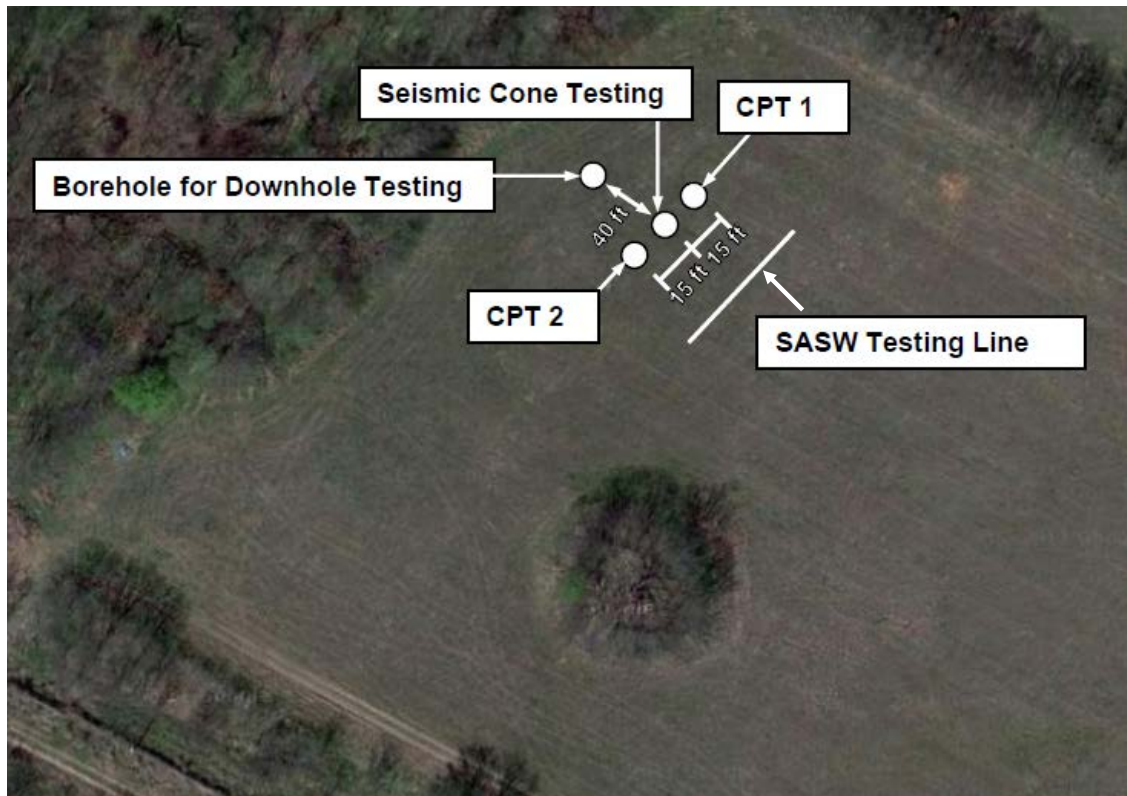 Seismic Cone Testing
CPT 1
Borehole for Downhole Testing
40 ft
15 ft
15 ft
CPT 2
SASW Testing Line